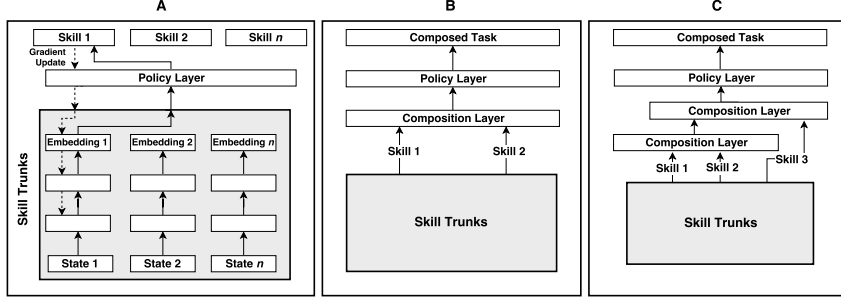 A
Skill 1
Skill 2
Skill n
Gradient
Update
Policy Layer
Skill Trunks
Embedding 1
Embedding 2
Embedding n
State 1
State 2
State n
B
Composed Task
Policy Layer
Composition Layer
Skill 1
Skill 2
Skill Trunks
C
Composed Task
Policy Layer
Composition Layer
Composition Layer
Skill 1
Skill 2
Skill 3
Skill Trunks